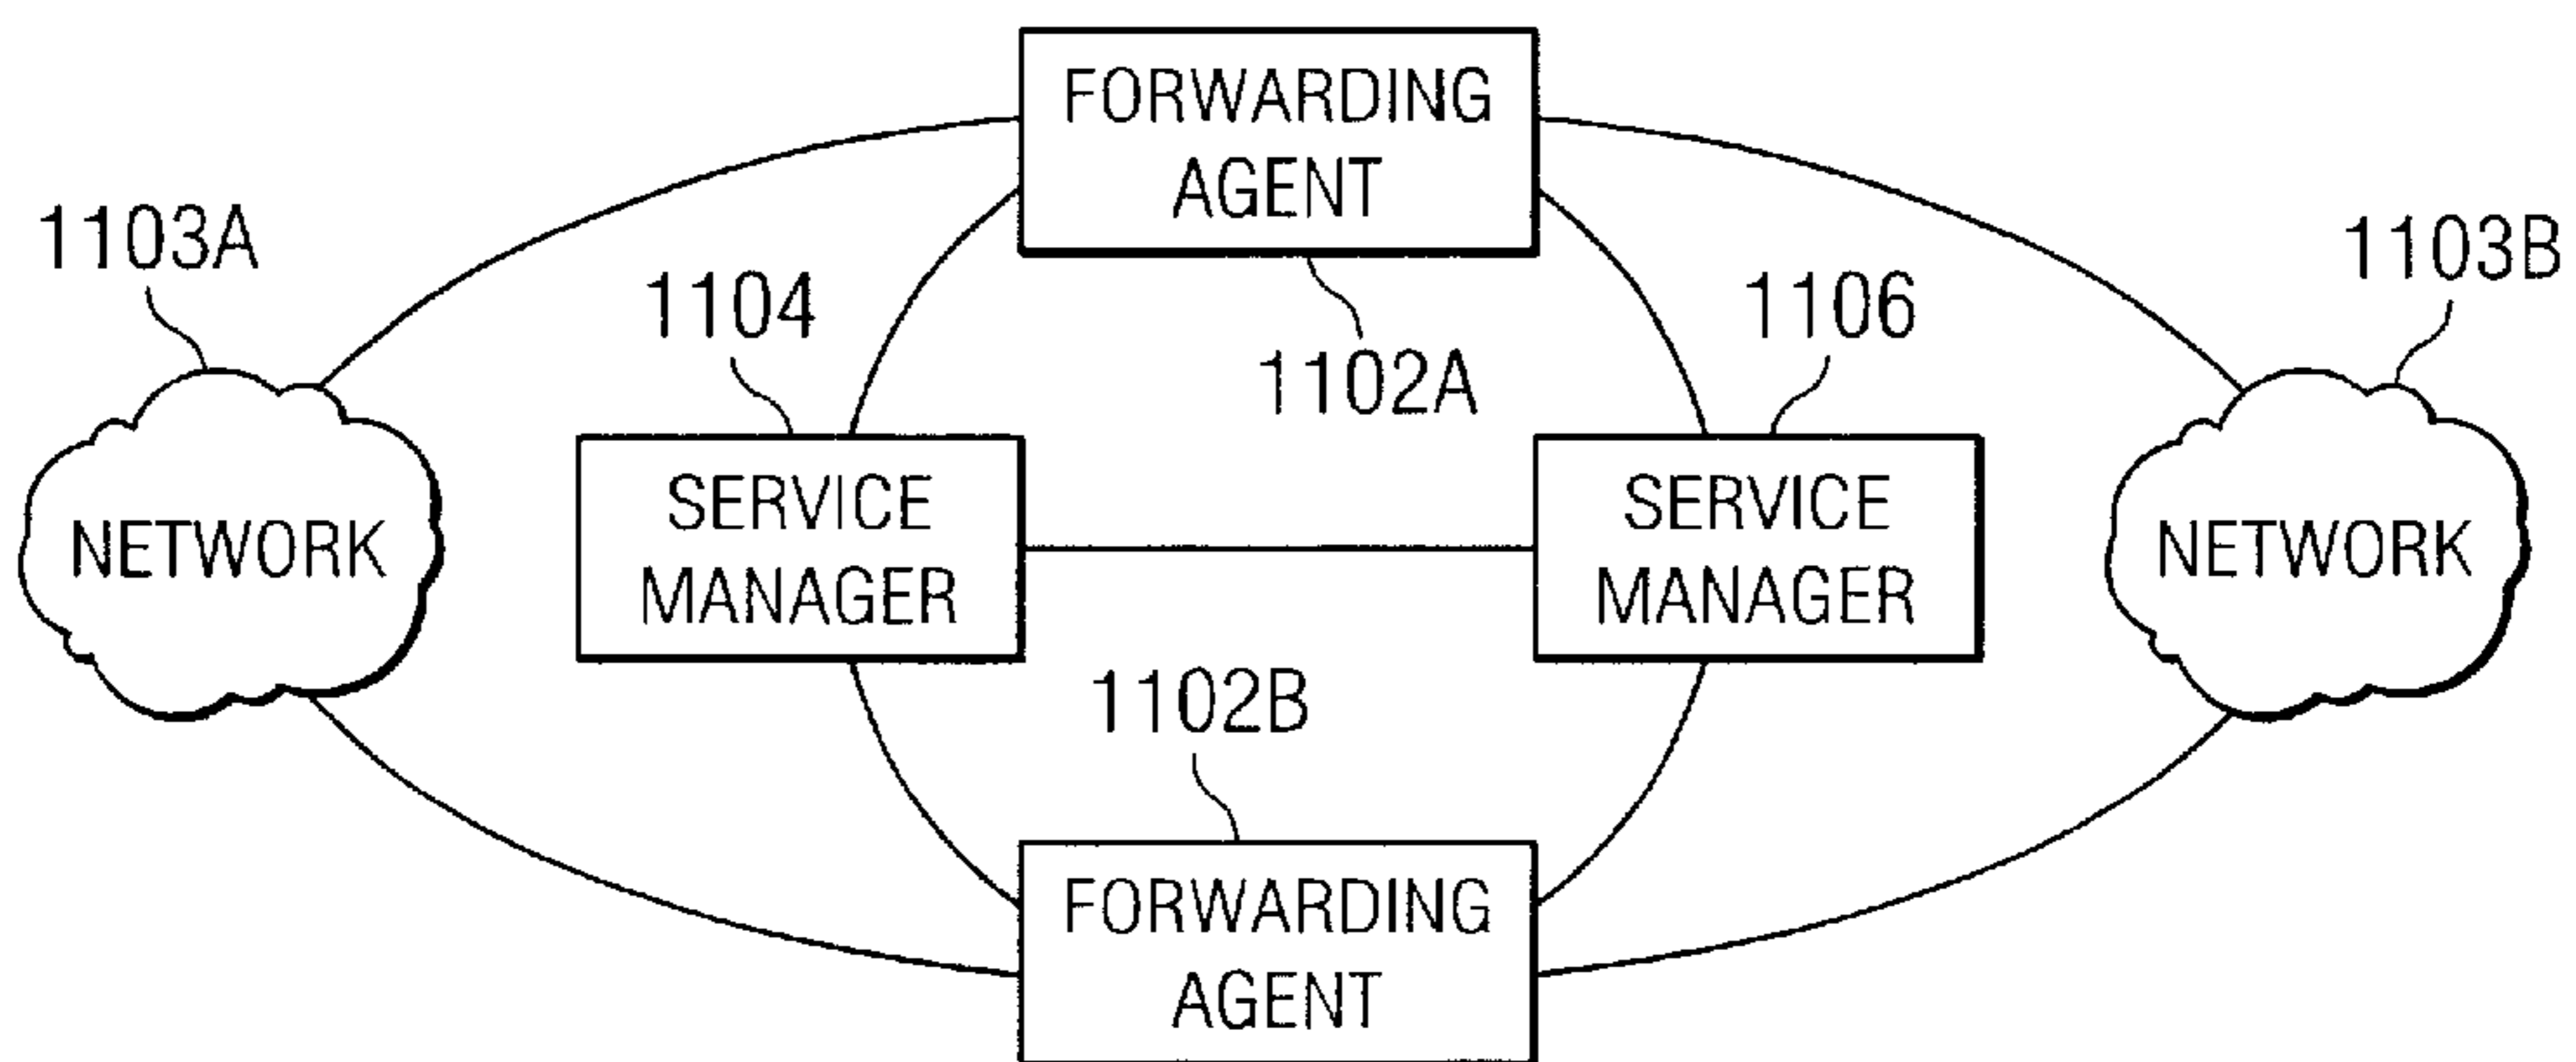 FORWARDING
AGENT
1103A
1103B
1104
1106
1102A
SERVICE
MANAGER
SERVICE
MANAGER
NETWORK
NETWORK
1102B
FORWARDING
AGENT